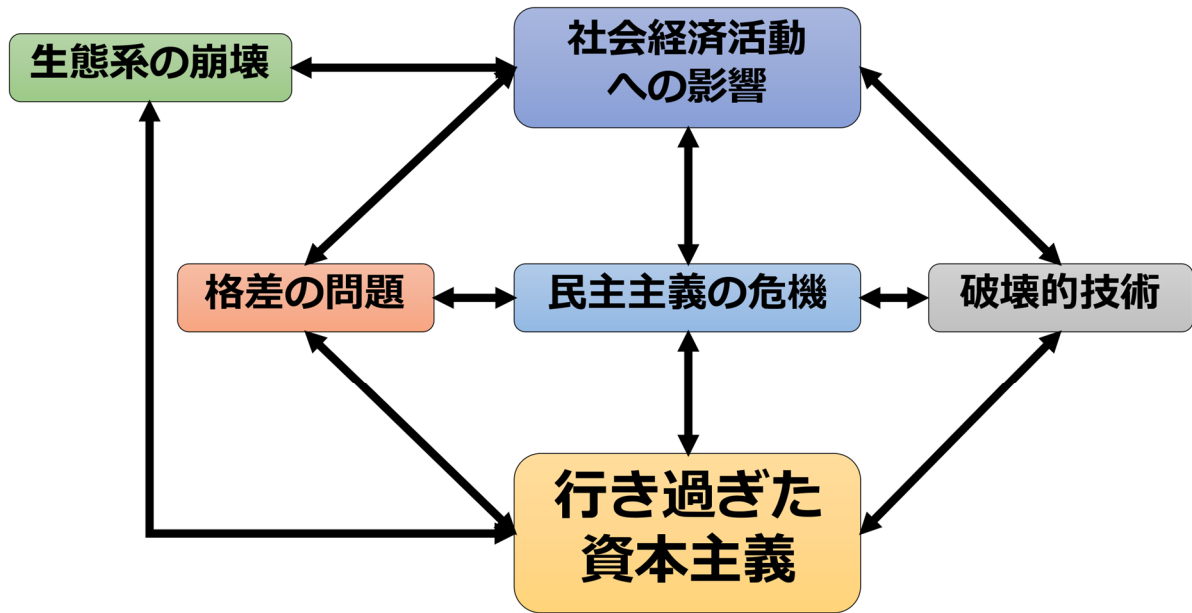 生態系の崩壊
社会経済活動
への影響
格差の問題
民主主義の危機
破壊的技術
行き過ぎた
資本主義